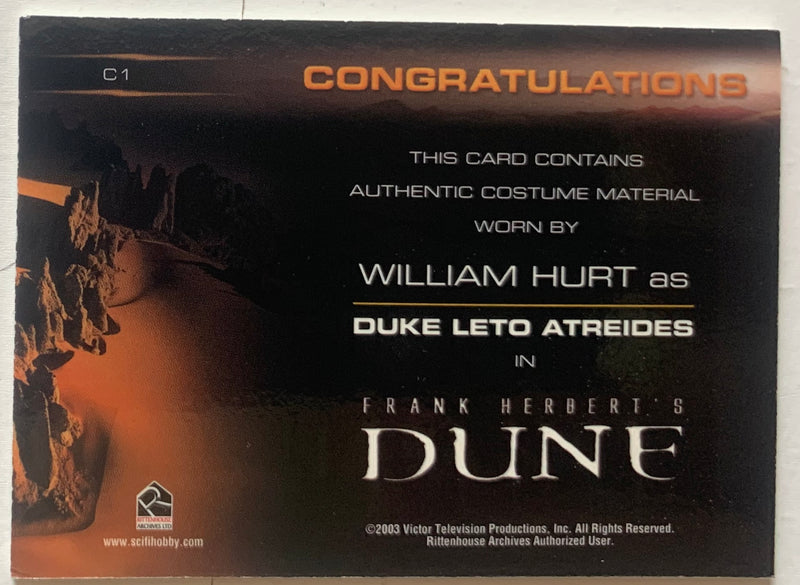 C1
CONGRATULATIONS
THIS CARD CONTAINS
AUTHENTIC COSTUME MATERIAL
WORN BY
WILLIAM HURT as
DUKE LETO ATREIDES
IN
FRANK HERBERT'S
DUNE
RITTENHOUSE
ARCHIVES LTD
www.scifihobby.com
©2003 Victor Television Productions, Inc. All Rights Reserved.
Rittenhouse Archives Authorized User.